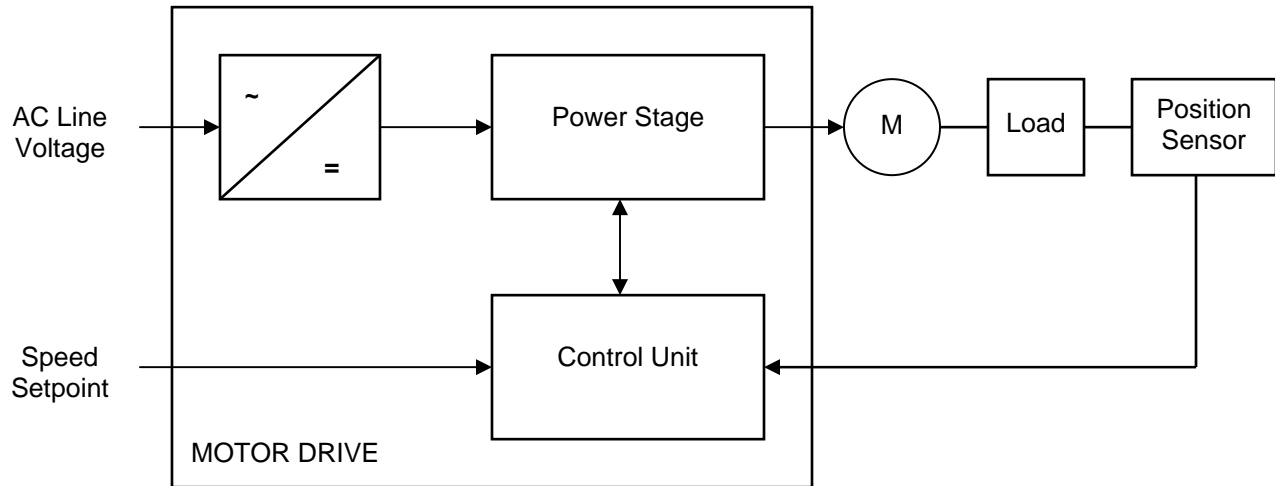 AC Line
Voltage
~
=
Power Stage
M
Load
Position
Sensor
Speed
Setpoint
Control Unit
MOTOR DRIVE